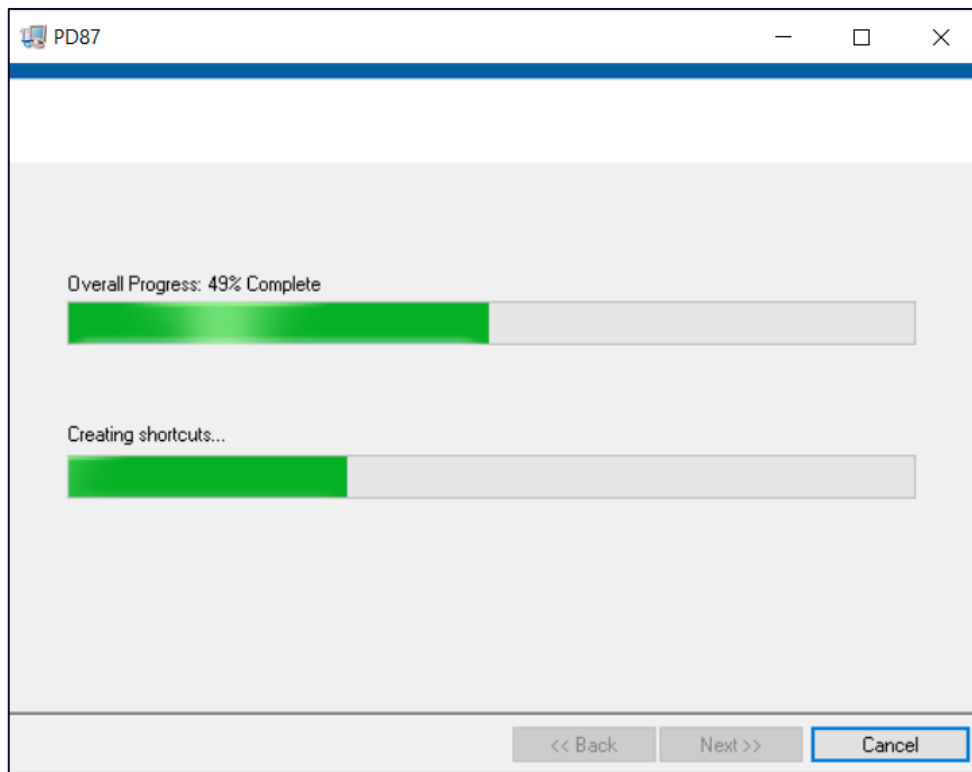 PD87
Overall Progress: 49% Complete
Creating shortcuts...
<< Back Next >> Cancel